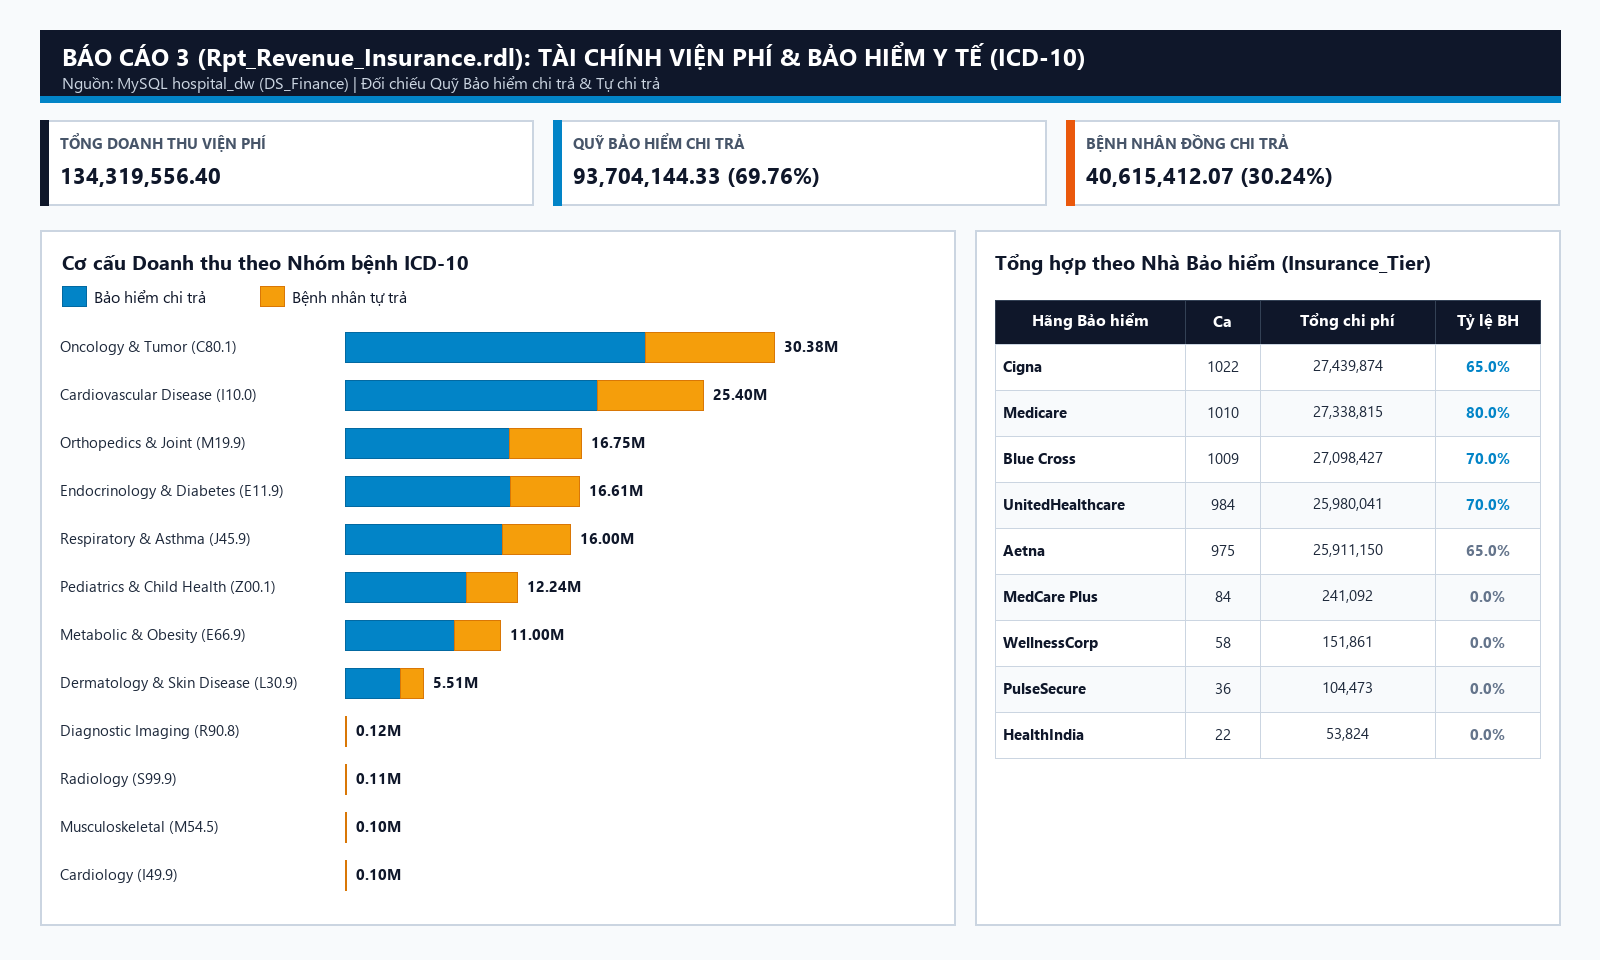 BÁO CÁO 3 (Rpt_Revenue_Insurance.rdl): TÀI CHÍNH VIỆN PHÍ & BẢO HIỂM Y TẾ (ICD-10)
Nguồn: MySQL hospital_dw (DS_Finance) | Đối chiếu Quỹ Bảo hiểm chi trả & Tự chi trả
TỔNG DOANH THU VIỆN PHÍ
134,319,556.40
QUỸ BẢO HIỂM CHI TRẢ
93,704,144.33 (69.76%)
BỆNH NHÂN ĐỒNG CHI TRẢ
40,615,412.07 (30.24%)
Cơ cấu Doanh thu theo Nhóm bệnh ICD-10
Bảo hiểm chi trả Bệnh nhân tự trả
Oncology & Tumor (C80.1) 30.38M
Cardiovascular Disease (I10.0) 25.40M
Orthopedics & Joint (M19.9) 16.75M
Endocrinology & Diabetes (E11.9) 16.61M
Respiratory & Asthma (J45.9) 16.00M
Pediatrics & Child Health (Z00.1) 12.24M
Metabolic & Obesity (E66.9) 11.00M
Dermatology & Skin Disease (L30.9) 5.51M
Diagnostic Imaging (R90.8) 0.12M
Radiology (S99.9) 0.11M
Musculoskeletal (M54.5) 0.10M
Cardiology (I49.9) 0.10M
Tổng hợp theo Nhà Bảo hiểm (Insurance_Tier)
Hãng Bảo hiểm Ca Tổng chi phí Tỷ lệ BH
Cigna 1022 27,439,874 65.0%
Medicare 1010 27,338,815 80.0%
Blue Cross 1009 27,098,427 70.0%
UnitedHealthcare 984 25,980,041 70.0%
Aetna 975 25,911,150 65.0%
MedCare Plus 84 241,092 0.0%
WellnessCorp 58 151,861 0.0%
PulseSecure 36 104,473 0.0%
HealthIndia 22 53,824 0.0%